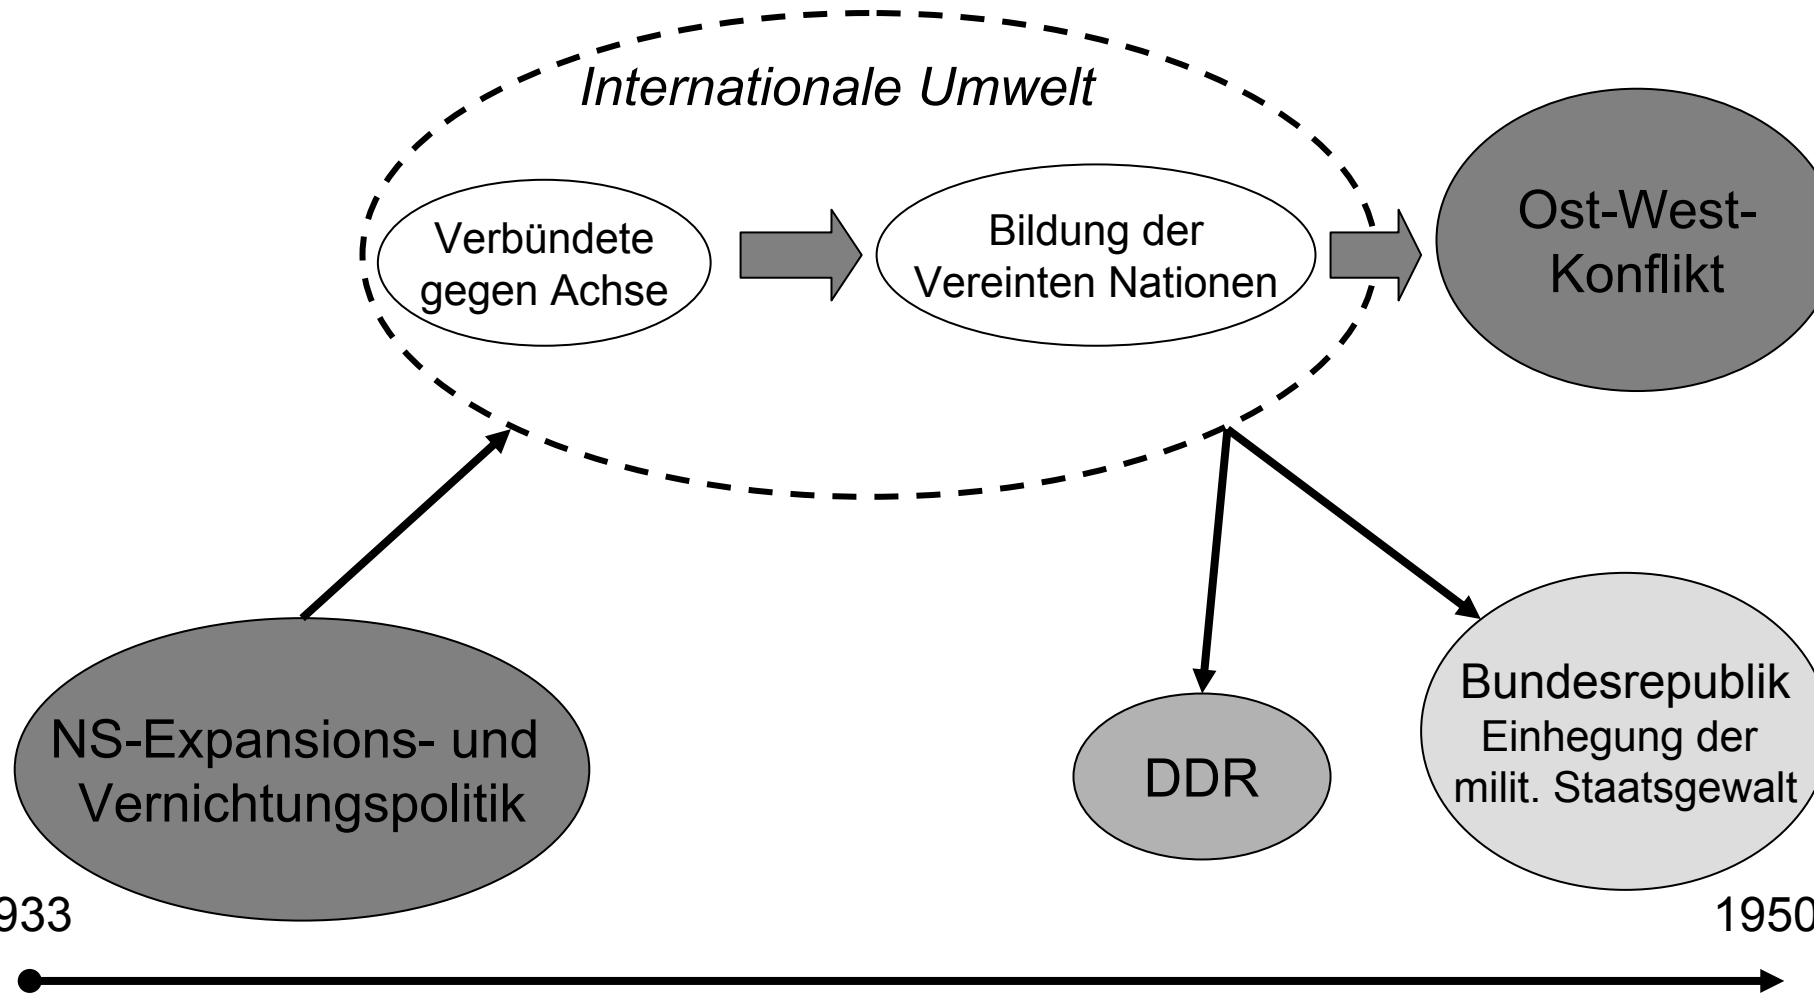 Internationale Umwelt
Verbündete
gegen Achse
Bildung der
Vereinten Nationen
Ost-West-
Konflikt
NS-Expansions- und
Vernichtungspolitik
DDR
Bundesrepublik
Einhegung der
milit. Staatsgewalt
933
1950